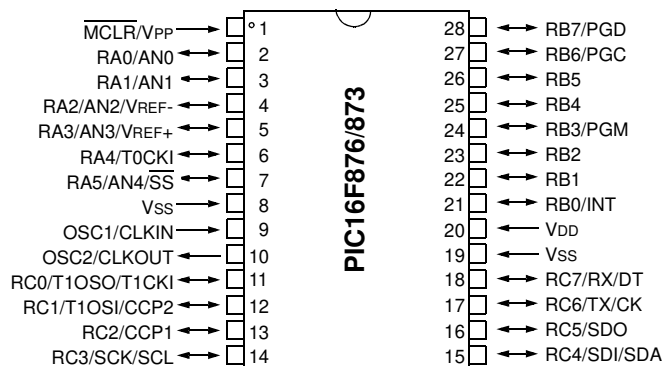 MCLR/VPP 1 28 RB7/PGD
RA0/AN0 2 27 RB6/PGC
RA1/AN1 3 26 RB5
RA2/AN2/VREF- 4 25 RB4
RA3/AN3/VREF+ 5 24 RB3/PGM
RA4/T0CKI 6 23 RB2
RA5/AN4/SS 7 22 RB1
VSS 8 21 RB0/INT
OSC1/CLKIN 9 20 VDD
OSC2/CLKOUT 10 19 VSS
RC0/T1OSO/T1CKI 11 18 RC7/RX/DT
RC1/T1OSI/CCP2 12 17 RC6/TX/CK
RC2/CCP1 13 16 RC5/SDO
RC3/SCK/SCL 14 15 RC4/SDI/SDA
PIC16F876/873